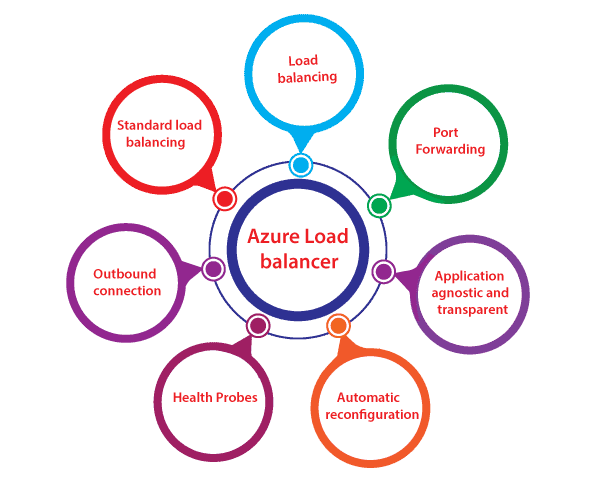 Load
balancing
Port
Forwarding
Application
agnostic and
transparent
Automatic
reconfiguration
Health Probes
Outbound
connection
Standard load
balancing
Azure Load
balancer